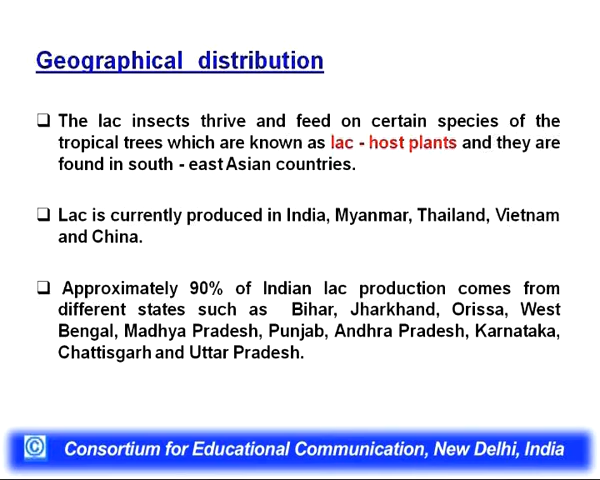 Geographical distribution
❑ The lac insects thrive and feed on certain species of the
tropical trees which are known as lac - host plants and they are
found in south - east Asian countries.
❑ Lac is currently produced in India, Myanmar, Thailand, Vietnam
and China.
❑ Approximately 90% of Indian lac production comes from
different states such as Bihar, Jharkhand, Orissa, West
Bengal, Madhya Pradesh, Punjab, Andhra Pradesh, Karnataka,
Chattisgarh and Uttar Pradesh.
© Consortium for Educational Communication, New Delhi, India